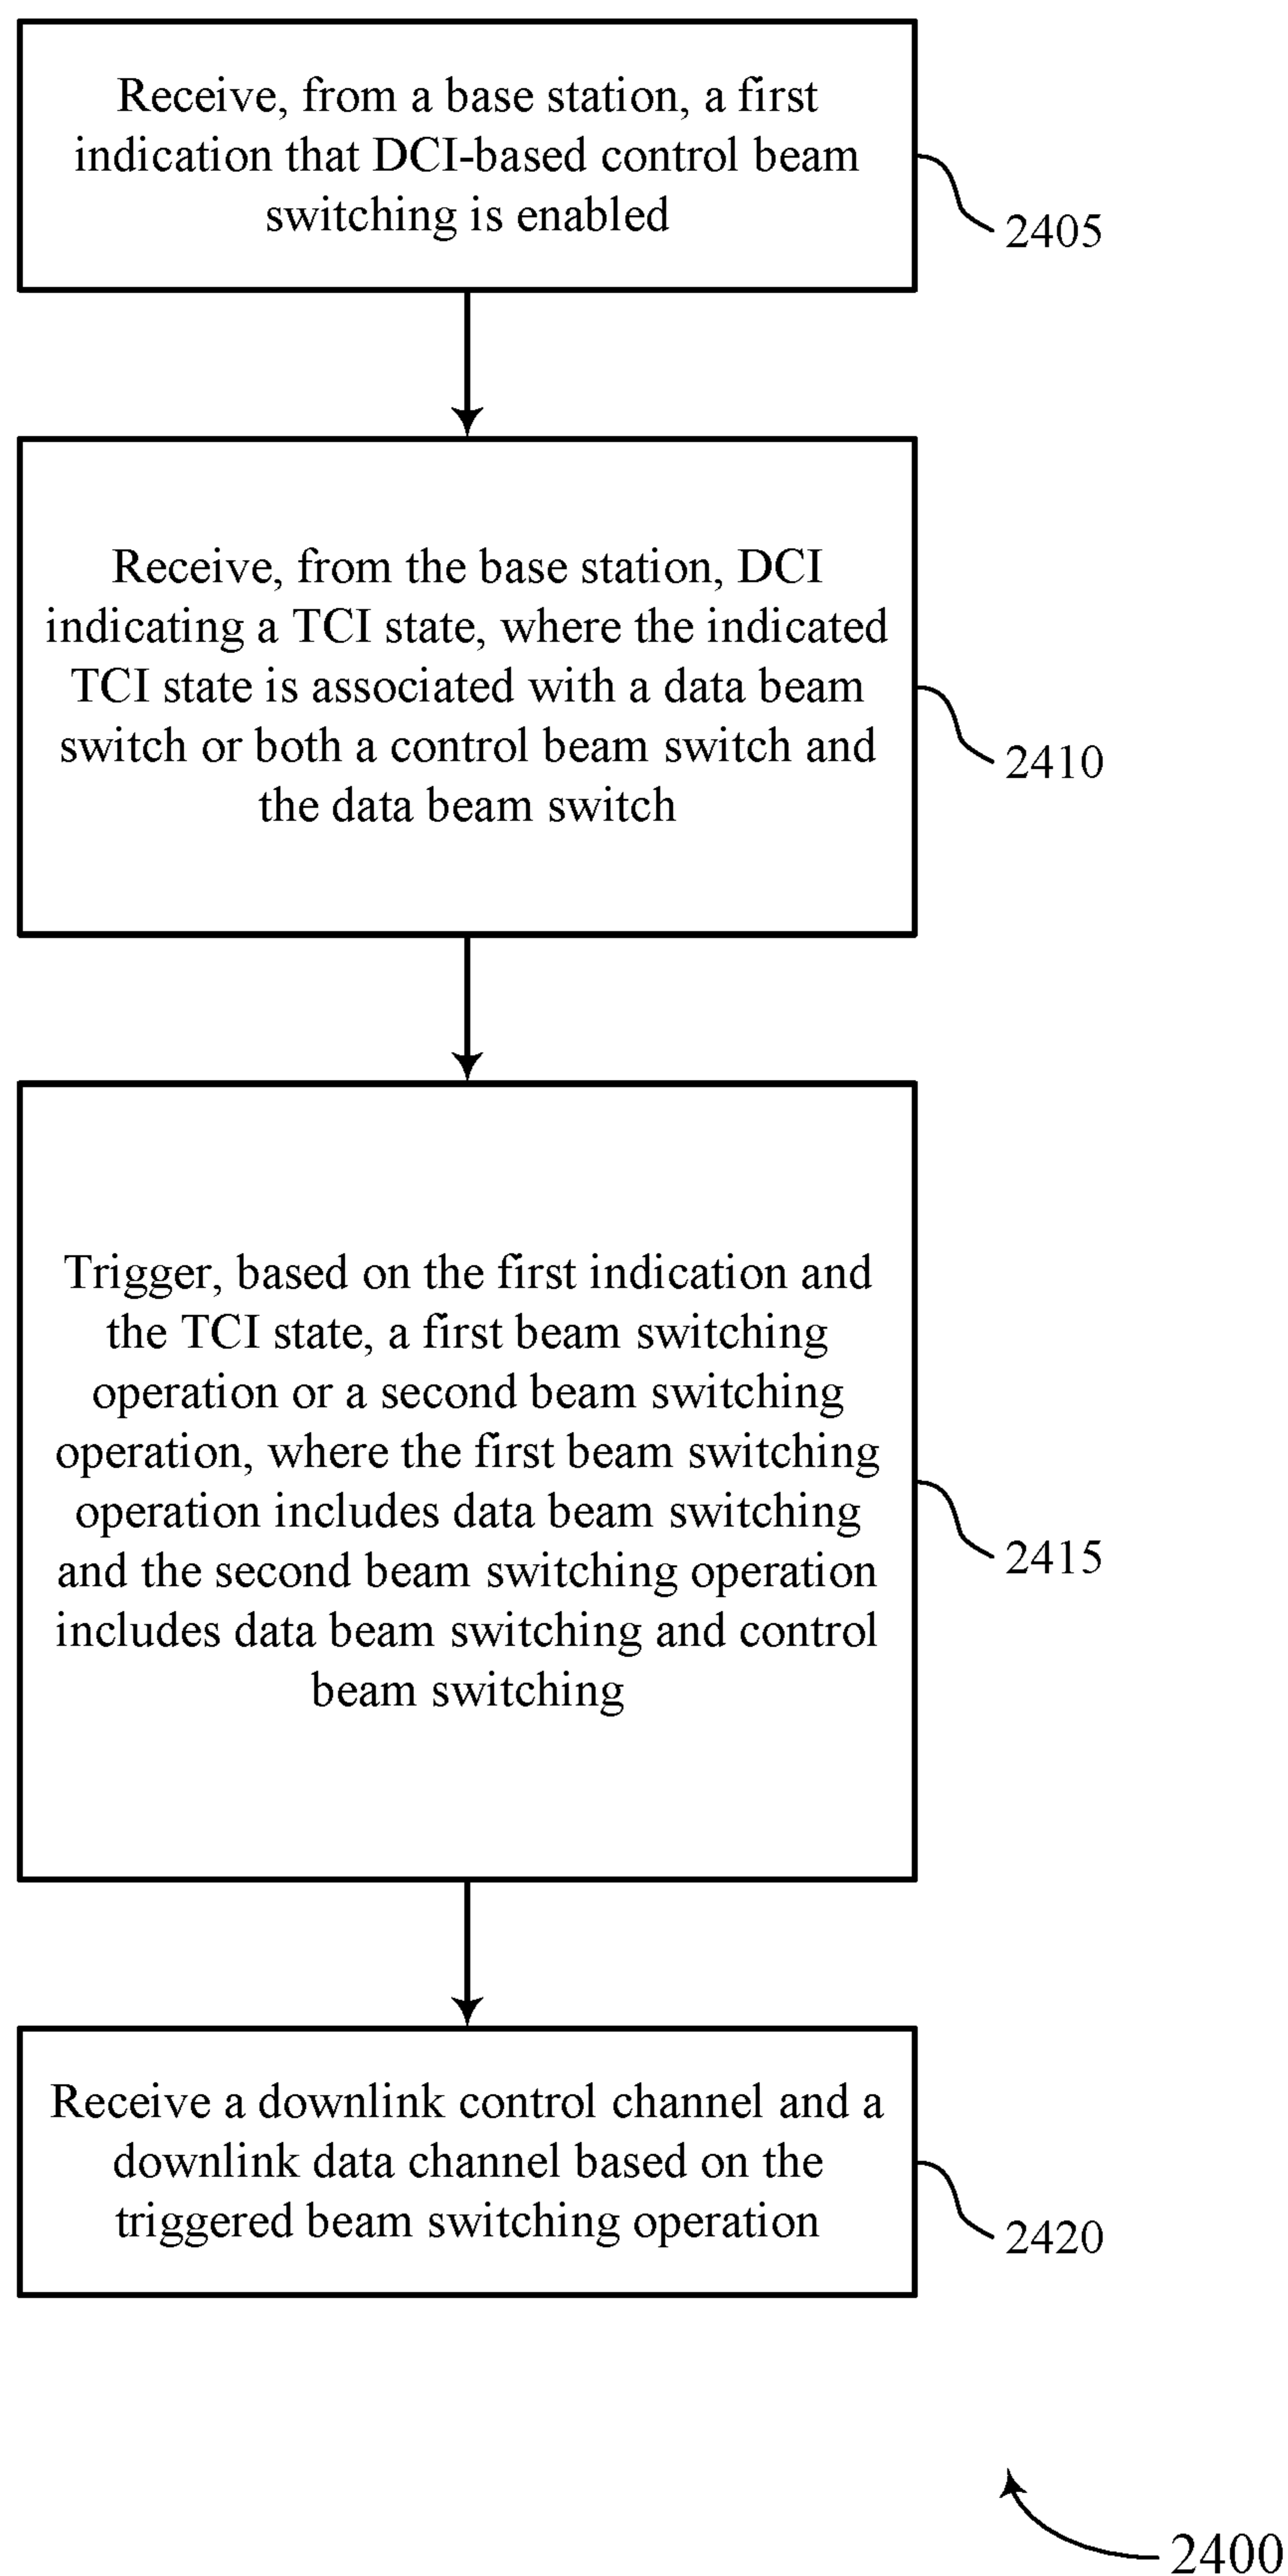 Receive, from a base station, a first
indication that DCI-based control beam
switching is enabled
2405
Receive, from the base station, DCI
indicating a TCI state, where the indicated
TCI state is associated with a data beam
switch or both a control beam switch and
the data beam switch
2410
Trigger, based on the first indication and
the TCI state, a first beam switching
operation or a second beam switching
operation, where the first beam switching
operation includes data beam switching
and the second beam switching operation
includes data beam switching and control
beam switching
2415
Receive a downlink control channel and a
downlink data channel based on the
triggered beam switching operation
2420
2400